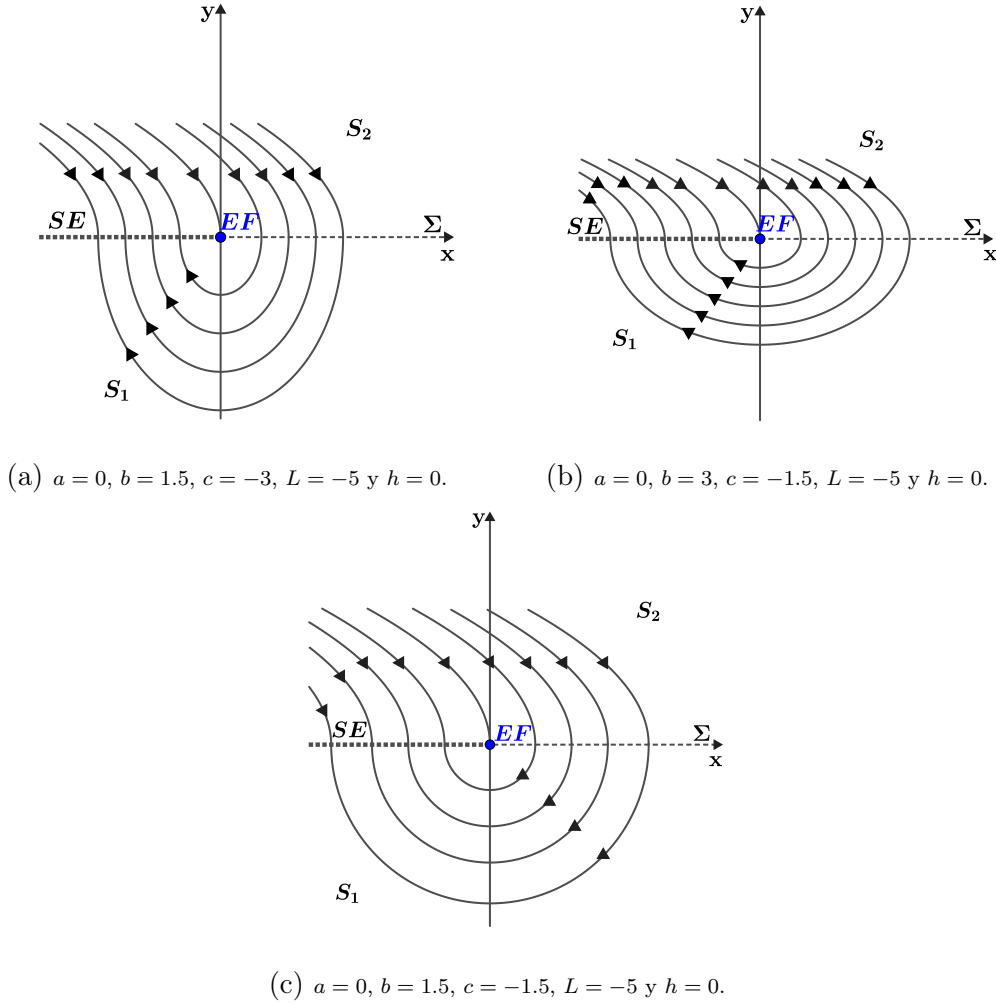 y
S₂
SE
EF
Σ
x
S₁
(a) a = 0, b = 1.5, c = −3, L = −5 y h = 0.
y
S₂
SE
EF
Σ
x
S₁
(b) a = 0, b = 3, c = −1.5, L = −5 y h = 0.
y
S₂
SE
EF
Σ
x
S₁
(c) a = 0, b = 1.5, c = −1.5, L = −5 y h = 0.